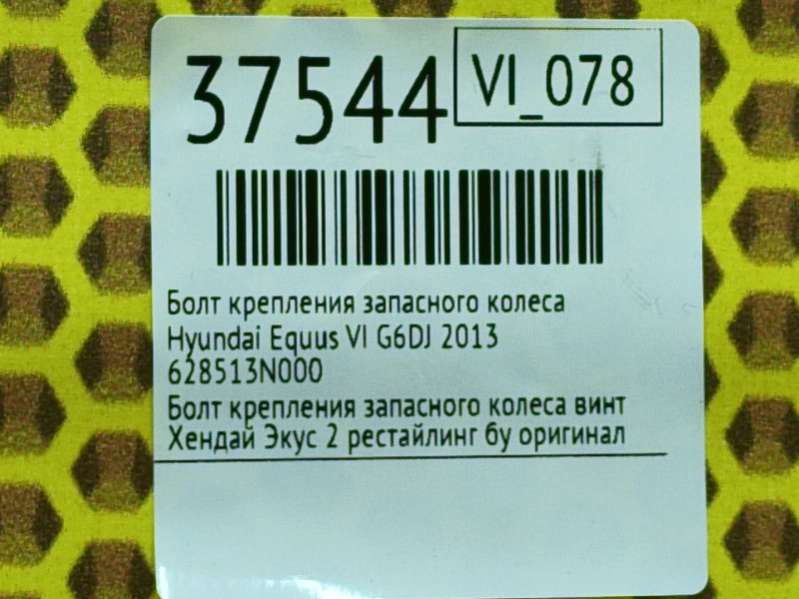 37544
VI_078
Болт крепления запасного колеса
Hyundai Equus VI G6DJ 2013
628513N000
Болт крепления запасного колеса винт
Хендай Экус 2 рестайлинг бу оригинал